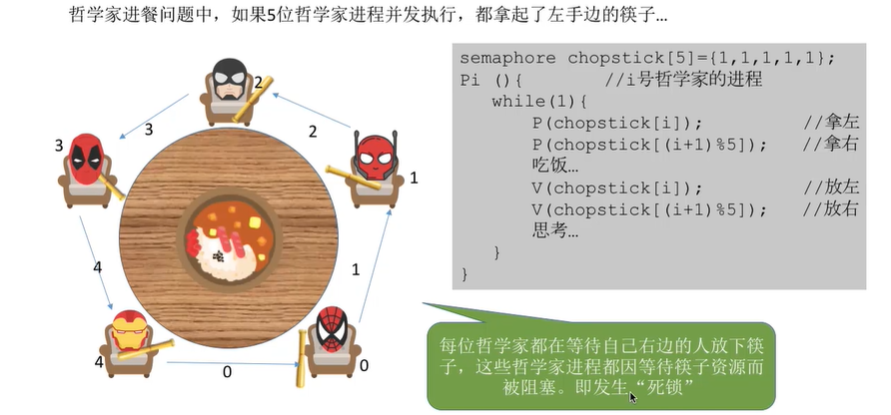 哲学家进餐问题中，如果5位哲学家进程并发执行，都拿起了左手边的筷子…
semaphore chopstick[5]={1,1,1,1,1};
Pi (){ //i号哲学家的进程
while(1){
P(chopstick[i]); //拿左
P(chopstick[(i+1)%5]); //拿右
吃饭…
V(chopstick[i]); //放左
V(chopstick[(i+1)%5]); //放右
思考…
}
}
2
3
2
3
1
4
1
4
0
0
每位哲学家都在等待自己右边的人放下筷
子，这些哲学家进程都因等待筷子资源而
被阻塞。即发生“死锁”